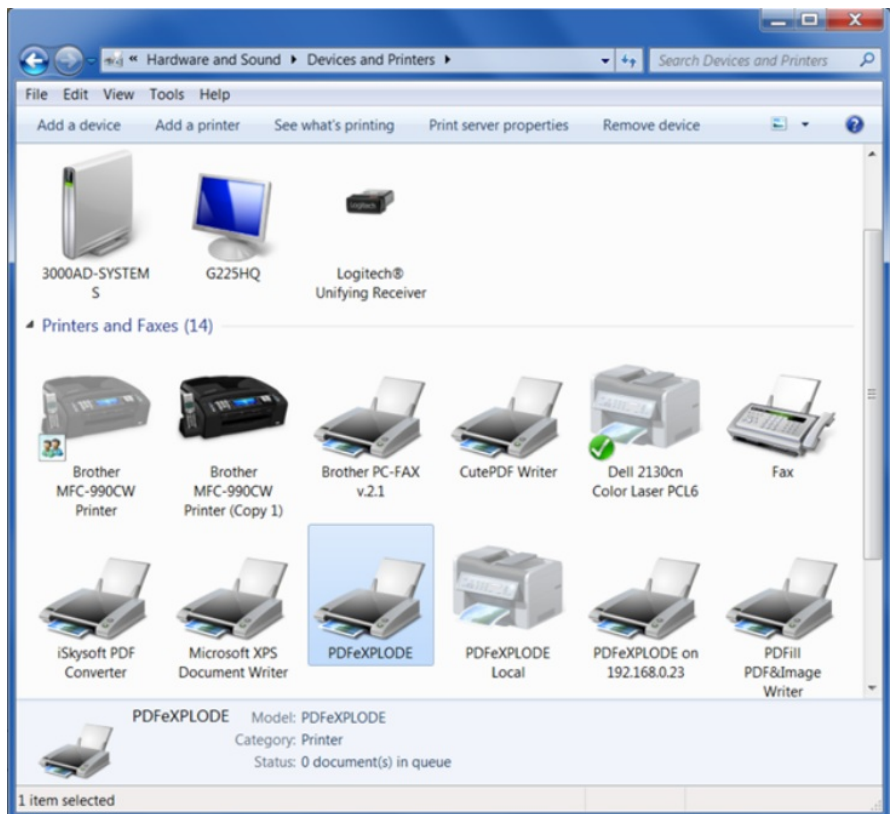 « Hardware and Sound ▸ Devices and Printers ▸
Search Devices and Printers
File Edit View Tools Help
Add a device Add a printer See what's printing Print server properties Remove device
Logitech
3000AD-SYSTEM
S
G225HQ
Logitech®
Unifying Receiver
Printers and Faxes (14)
Brother
MFC-990CW
Printer
Brother
MFC-990CW
Printer (Copy 1)
Brother PC-FAX
v.2.1
CutePDF Writer
Dell 2130cn
Color Laser PCL6
Fax
iSkysoft PDF
Converter
Microsoft XPS
Document Writer
PDFeXPLODE
PDFeXPLODE
Local
PDFeXPLODE on
192.168.0.23
PDFill
PDF&Image
Writer
PDFeXPLODE Model: PDFeXPLODE
Category: Printer
Status: 0 document(s) in queue
1 item selected